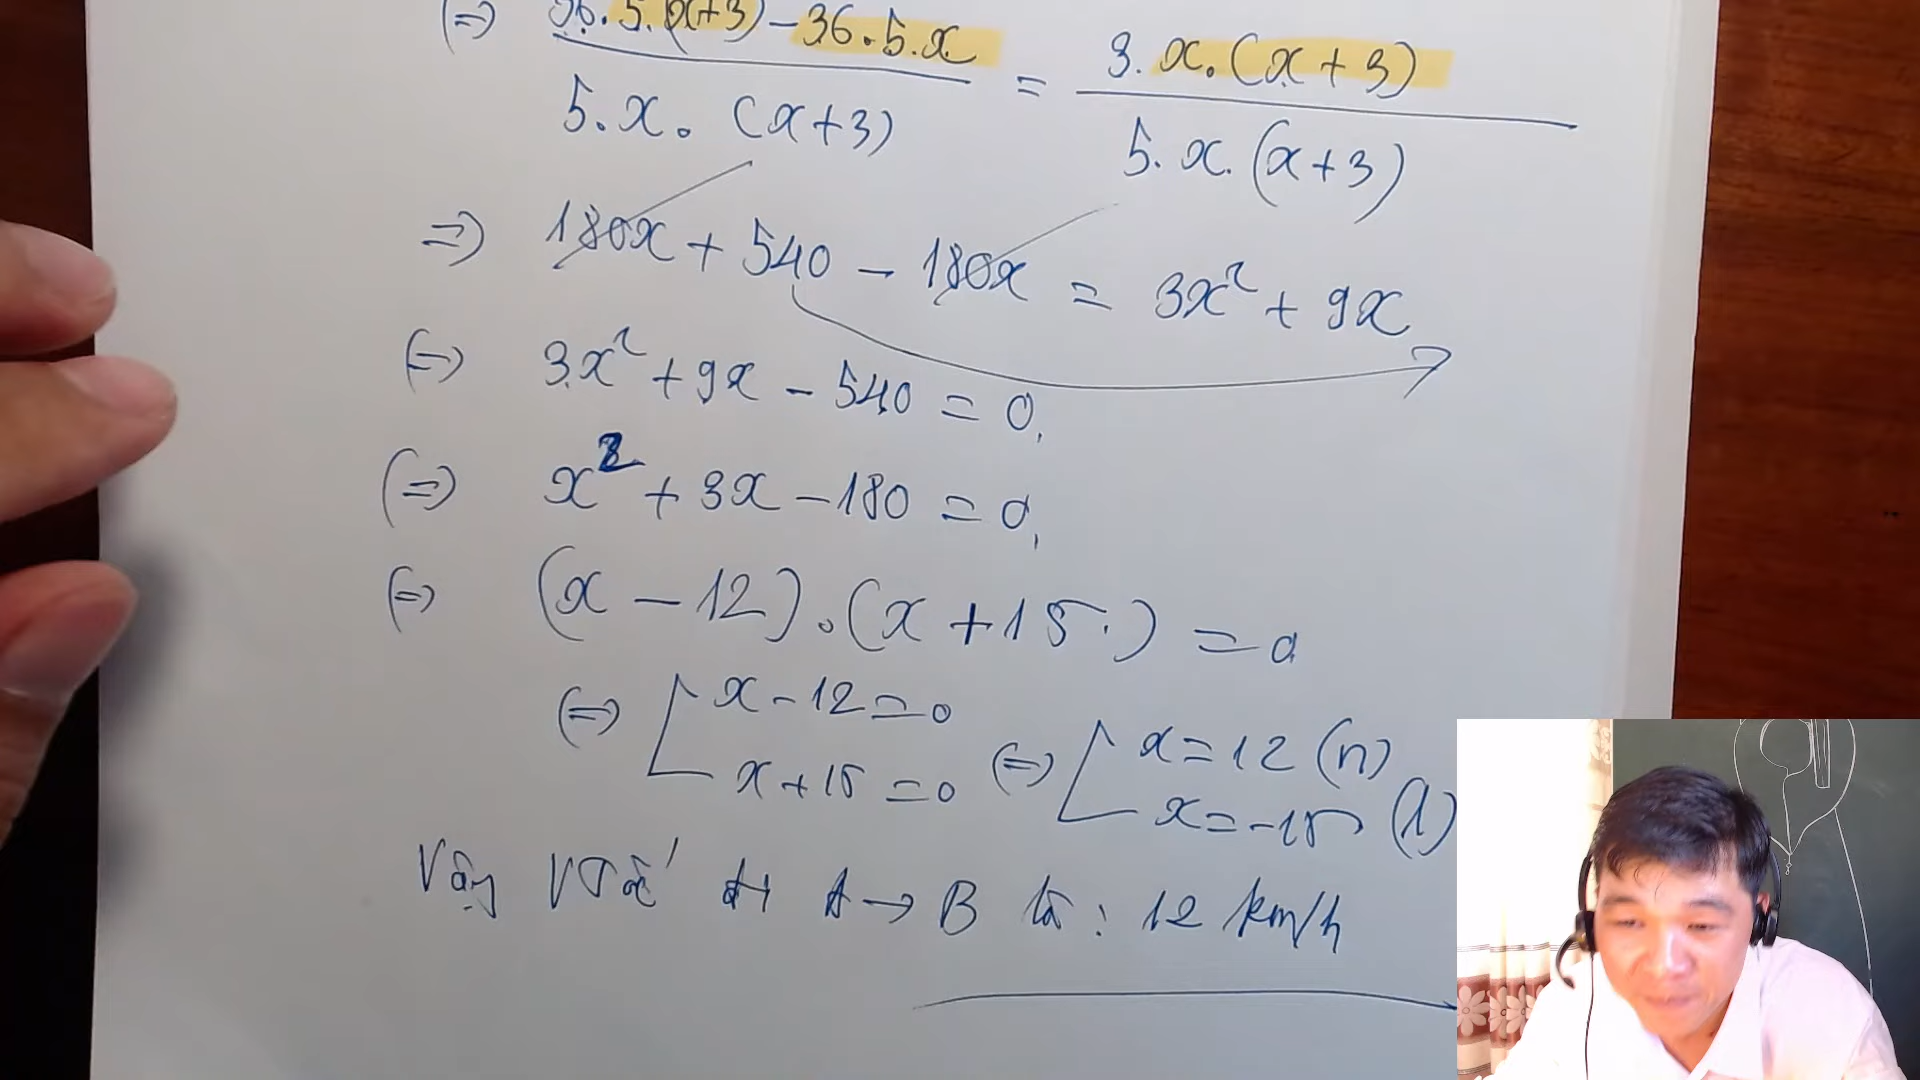 (=) 36.5.(x+3) - 36.5.x / 5.x.(x+3) = 3.x.(x+3) / 5.x.(x+3)
=) 180x + 540 - 180x = 3x² + 9x
(=) 3x² + 9x - 540 = 0
(=) x² + 3x - 180 = 0
(=) (x - 12).(x + 15) = 0
(=) [ x - 12 = 0 (=) [ x = 12 (n)
x + 15 = 0 x = -15 (l)
Vậy đi A → B là : 12 km/h